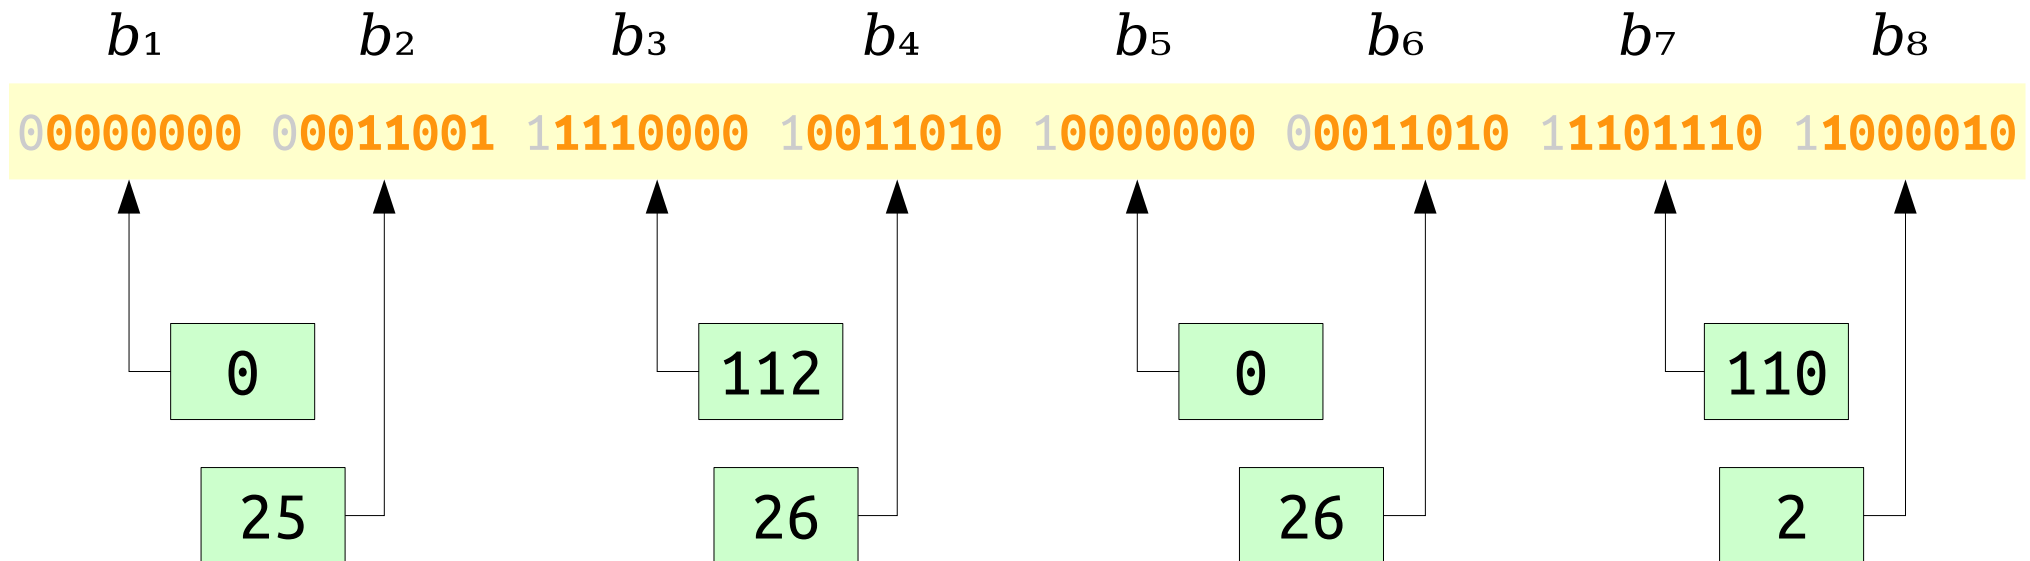 b₁ b₂ b₃ b₄ b₅ b₆ b₇ b₈
00000000 00011001 11110000 10011010 10000000 00011010 11101110 11000010
0 112 0 110
25 26 26 2